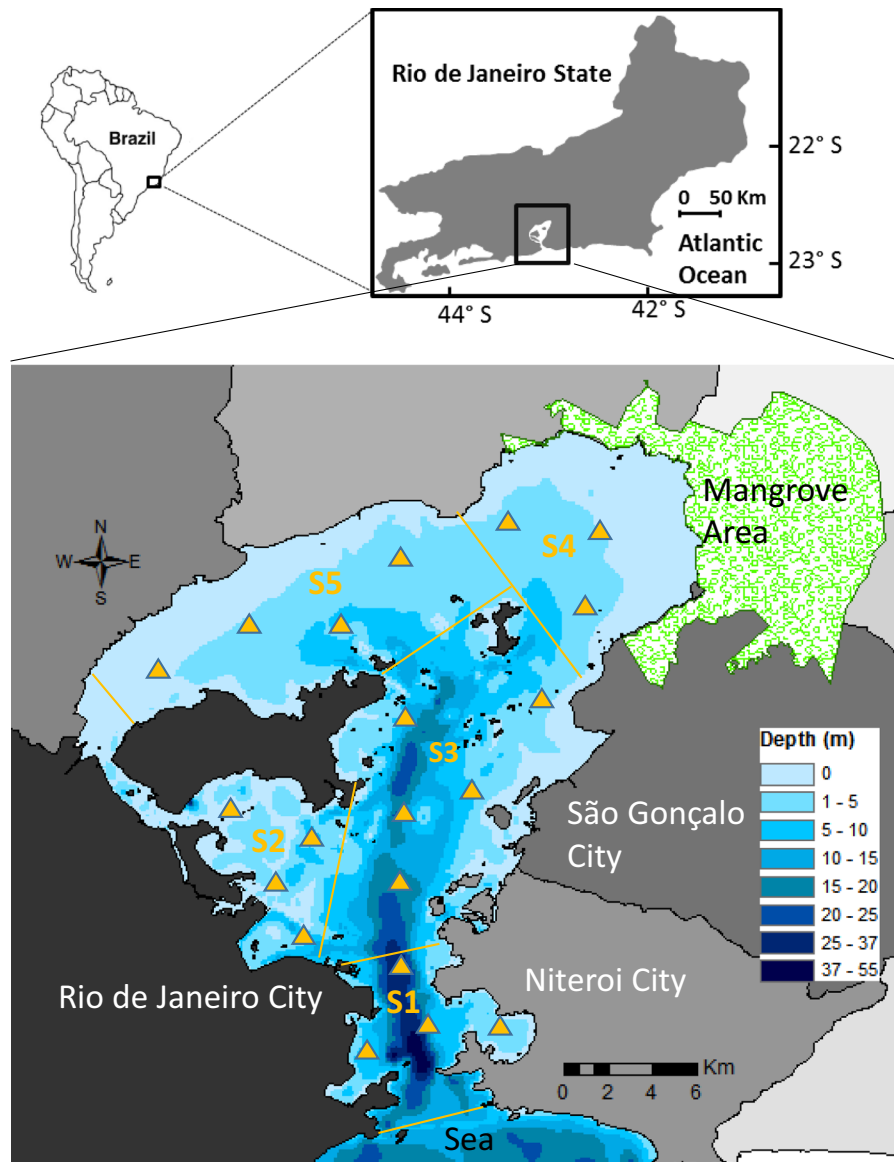 Brazil
Rio de Janeiro State
22° S
0 50 Km
Atlantic
Ocean
23° S
44° S
42° S
Mangrove
Area
N
W E
S
S4
S5
S3
S2
S1
Depth (m)
0
1 - 5
5 - 10
10 - 15
15 - 20
20 - 25
25 - 37
37 - 55
São Gonçalo
City
Rio de Janeiro City
Niteroi City
Km
0 2 4 6
Sea